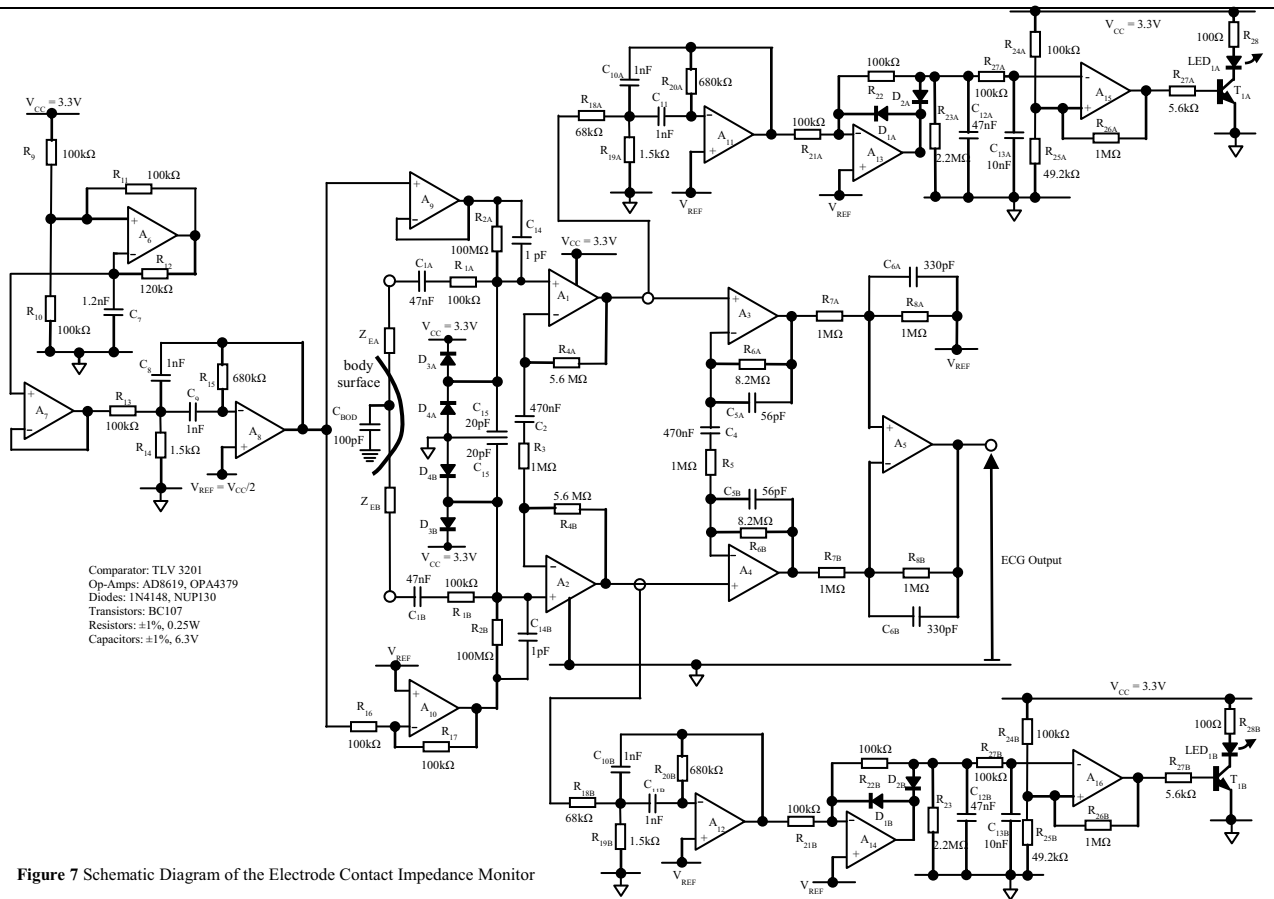 V_CC = 3.3V
R_9
100kΩ
R_11
100kΩ
+
A_6
−
R_12
120kΩ
1.2nF
C_7
R_10
100kΩ
+
A_7
−
R_13
100kΩ
C_8
1nF
R_15
680kΩ
C_9
1nF
R_14
1.5kΩ
−
A_8
+
V_REF = V_CC/2
+
A_9
−
R_2A
100MΩ
C_14
1 pF
C_1A
47nF
R_1A
100kΩ
Z_EA
body
surface
C_BOD
100pF
Z_EB
V_CC = 3.3V
D_3A
D_4A
C_15
20pF
20pF
C_15
D_4B
D_3B
V_CC = 3.3V
47nF
C_1B
100kΩ
R_1B
R_2B
100MΩ
C_14B
1pF
V_REF
+
A_10
−
R_16
100kΩ
R_17
100kΩ
V_CC = 3.3V
+
A_1
−
R_4A
5.6 MΩ
470nF
C_2
R_3
1MΩ
5.6 MΩ
R_4B
−
A_2
+
+
A_3
−
R_6A
8.2MΩ
C_5A
56pF
470nF
C_4
1MΩ
R_5
C_5B
56pF
8.2MΩ
R_6B
−
A_4
+
R_7A
1MΩ
C_6A
330pF
R_8A
1MΩ
V_REF
+
A_5
−
R_7B
1MΩ
R_8B
1MΩ
C_6B
330pF
ECG Output
R_18A
68kΩ
C_10A
1nF
R_20A
680kΩ
C_11
1nF
R_19A
1.5kΩ
−
A_11
+
V_REF
100kΩ
R_21A
100kΩ
R_22
D_2A
D_1A
−
A_13
+
V_REF
R_23A
2.2MΩ
C_12A
47nF
R_27A
100kΩ
C_13A
10nF
R_24A
100kΩ
R_25A
49.2kΩ
V_CC = 3.3V
-
A_15
+
R_26A
1MΩ
R_27A
5.6kΩ
100Ω
R_28
LED_1A
T_1A
R_18B
68kΩ
C_10B
1nF
R_20B
680kΩ
C_11B
1nF
R_19B
1.5kΩ
−
A_12
+
V_REF
100kΩ
R_21B
100kΩ
R_22B
D_2B
D_1B
−
A_14
+
V_REF
R_23
2.2MΩ
C_12B
47nF
R_27B
100kΩ
C_13B
10nF
R_24B
100kΩ
R_25B
49.2kΩ
V_CC = 3.3V
-
A_16
+
R_26B
1MΩ
R_27B
5.6kΩ
100Ω
R_28B
LED_1B
T_1B
Comparator: TLV 3201
Op-Amps: AD8619, OPA4379
Diodes: 1N4148, NUP130
Transistors: BC107
Resistors: ±1%, 0.25W
Capacitors: ±1%, 6.3V
Figure 7 Schematic Diagram of the Electrode Contact Impedance Monitor